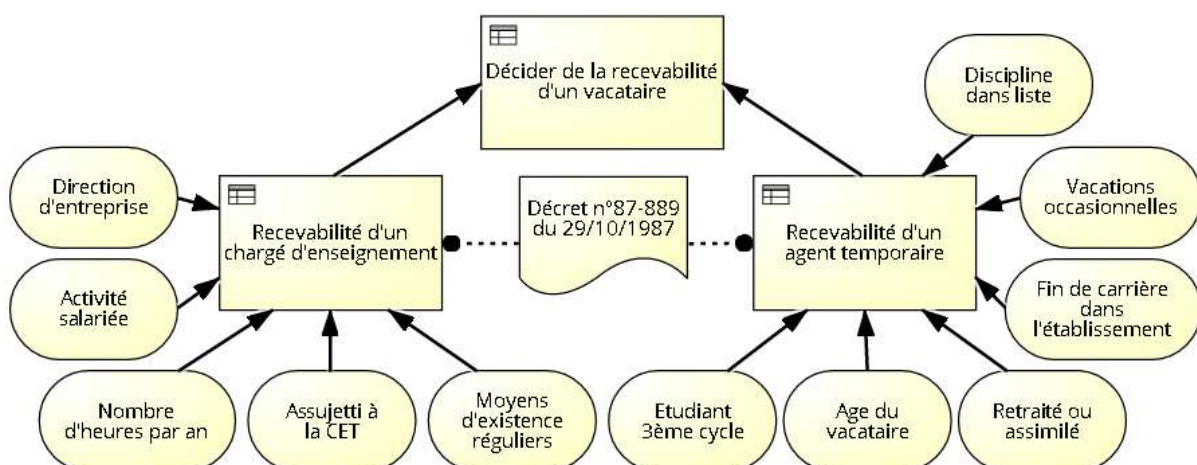 Décider de la recevabilité
d'un vacataire
Discipline
dans liste
Direction
d'entreprise
Recevabilité d'un
chargé d'enseignement
Décret n°87-889
du 29/10/1987
Recevabilité d'un
agent temporaire
Vacations
occasionnelles
Activité
salariée
Fin de carrière
dans
l'établissement
Nombre
d'heures par an
Assujetti à
la CET
Moyens
d'existence
réguliers
Etudiant
3ème cycle
Age du
vacataire
Retraité ou
assimilé